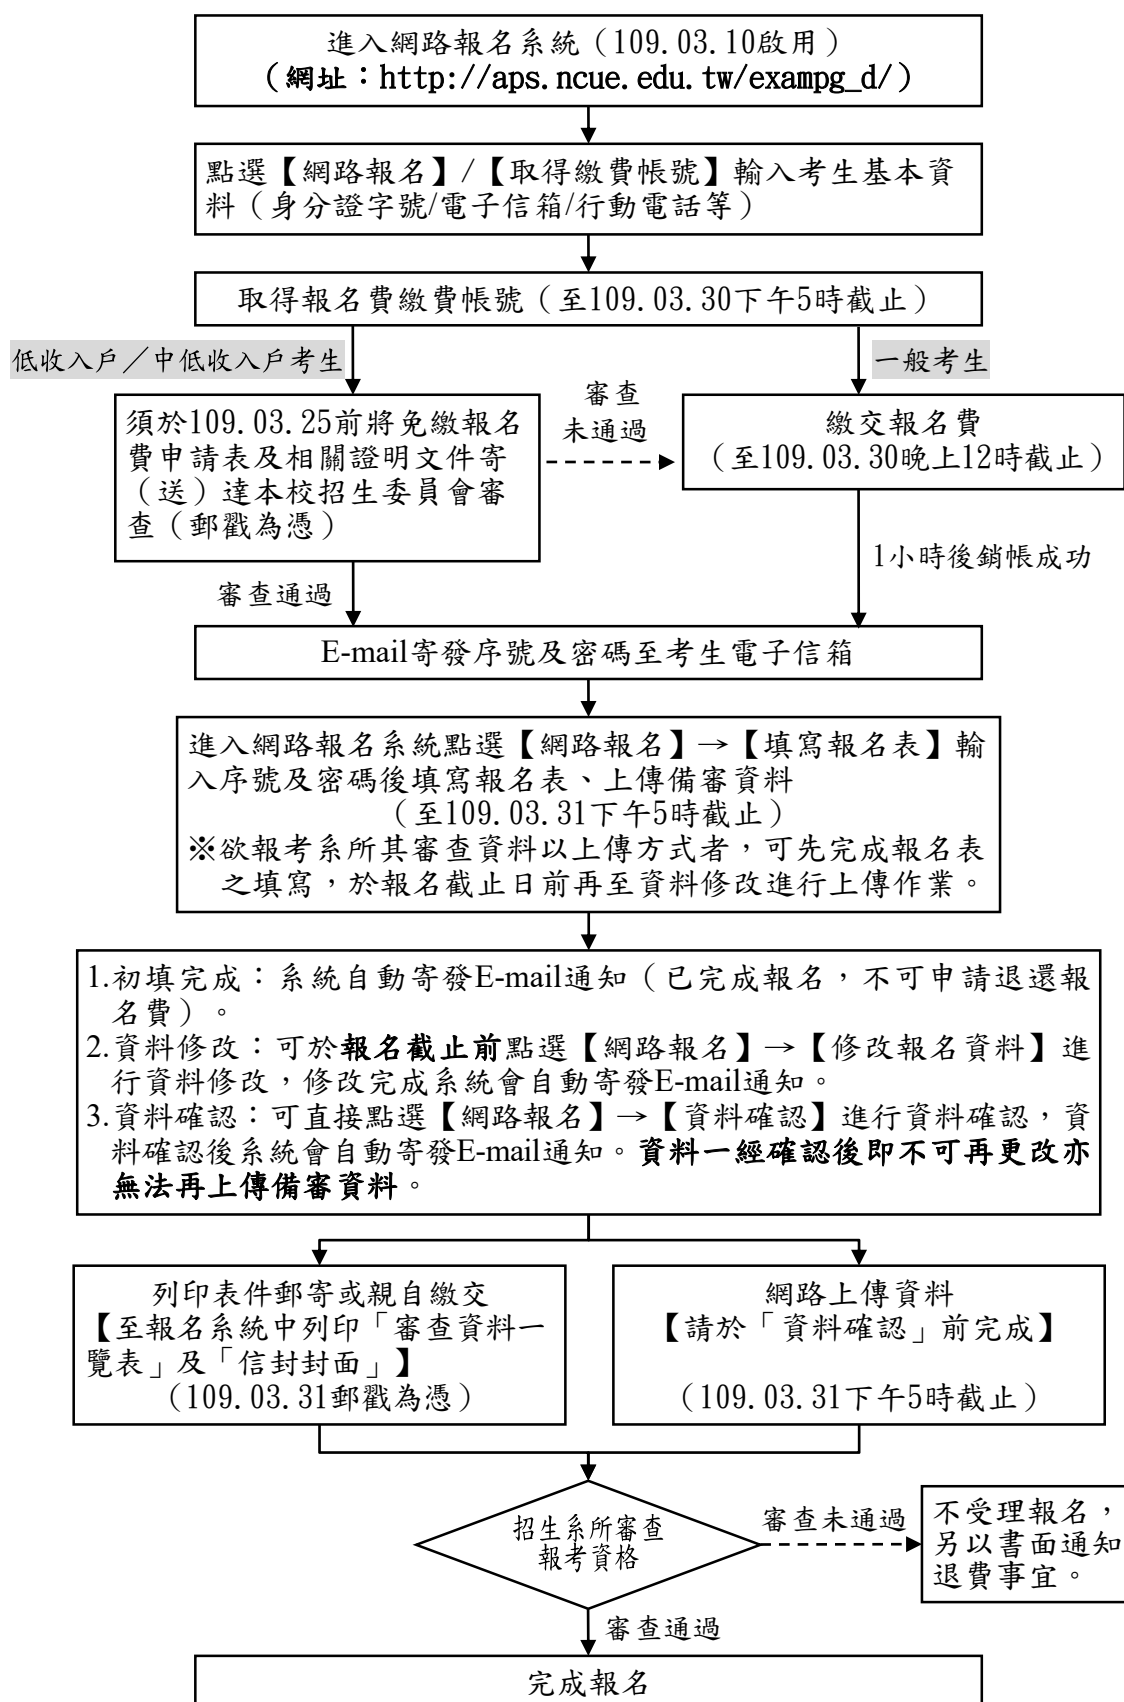 進入網路報名系統（109.03.10啟用）
（網址：http://aps.ncue.edu.tw/exampg_d/）
點選【網路報名】/【取得繳費帳號】輸入考生基本資
料（身分證字號/電子信箱/行動電話等）
取得報名費繳費帳號（至109.03.30下午5時截止）
低收入戶／中低收入戶考生
一般考生
須於109.03.25前將免繳報名
費申請表及相關證明文件寄
（送）達本校招生委員會審
查（郵戳為憑）
審查
未通過
繳交報名費
（至109.03.30晚上12時截止）
審查通過
1小時後銷帳成功
E-mail寄發序號及密碼至考生電子信箱
進入網路報名系統點選【網路報名】→【填寫報名表】輸
入序號及密碼後填寫報名表、上傳備審資料
（至109.03.31下午5時截止）
※欲報考系所其審查資料以上傳方式者，可先完成報名表
之填寫，於報名截止日前再至資料修改進行上傳作業。
1.初填完成：系統自動寄發E-mail通知（已完成報名，不可申請退還報
名費）。
2.資料修改：可於報名截止前點選【網路報名】→【修改報名資料】進
行資料修改，修改完成系統會自動寄發E-mail通知。
3.資料確認：可直接點選【網路報名】→【資料確認】進行資料確認，資
料確認後系統會自動寄發E-mail通知。資料一經確認後即不可再更改亦
無法再上傳備審資料。
列印表件郵寄或親自繳交
【至報名系統中列印「審查資料一
覽表」及「信封封面」】
（109.03.31郵戳為憑）
網路上傳資料
【請於「資料確認」前完成】
（109.03.31下午5時截止）
招生系所審查
報考資格
審查未通過
不受理報名，
另以書面通知
退費事宜。
審查通過
完成報名